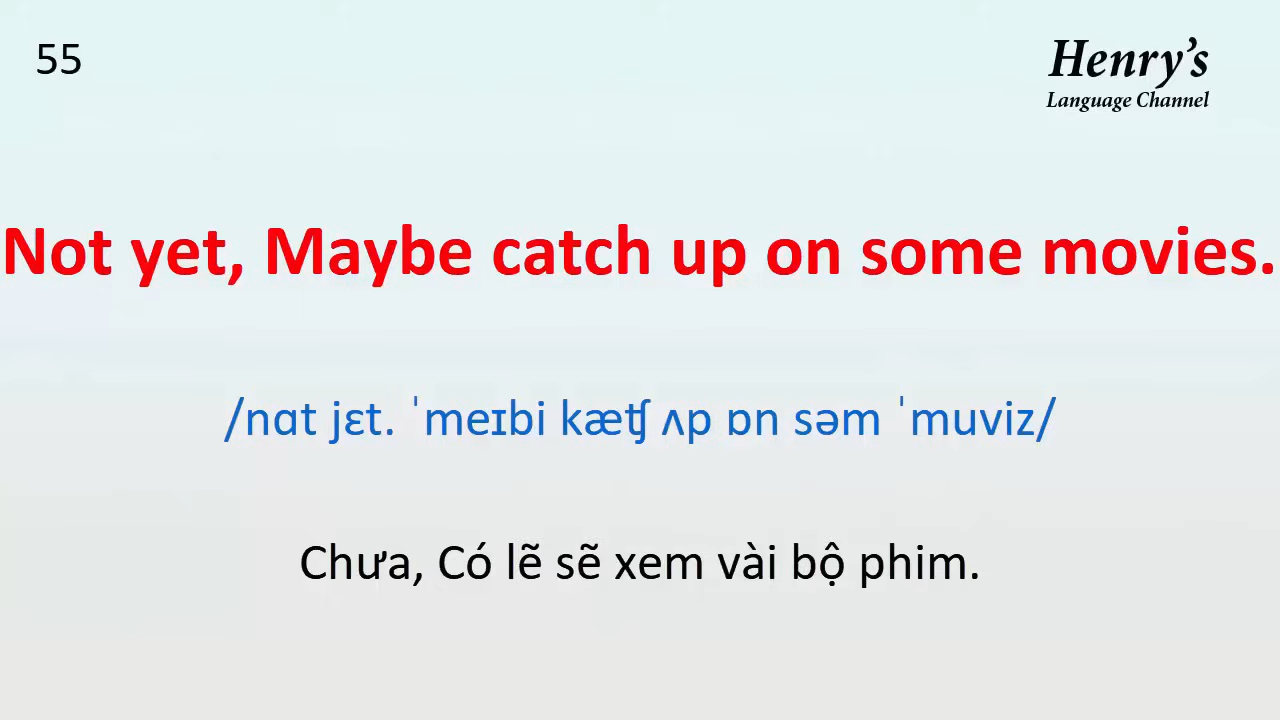 55
Henry’s
Language Channel
Not yet, Maybe catch up on some movies.
/nɑt jɛt. ˈmeɪbi kæʧ ʌp ɒn səm ˈmuviz/
Chưa, Có lẽ sẽ xem vài bộ phim.